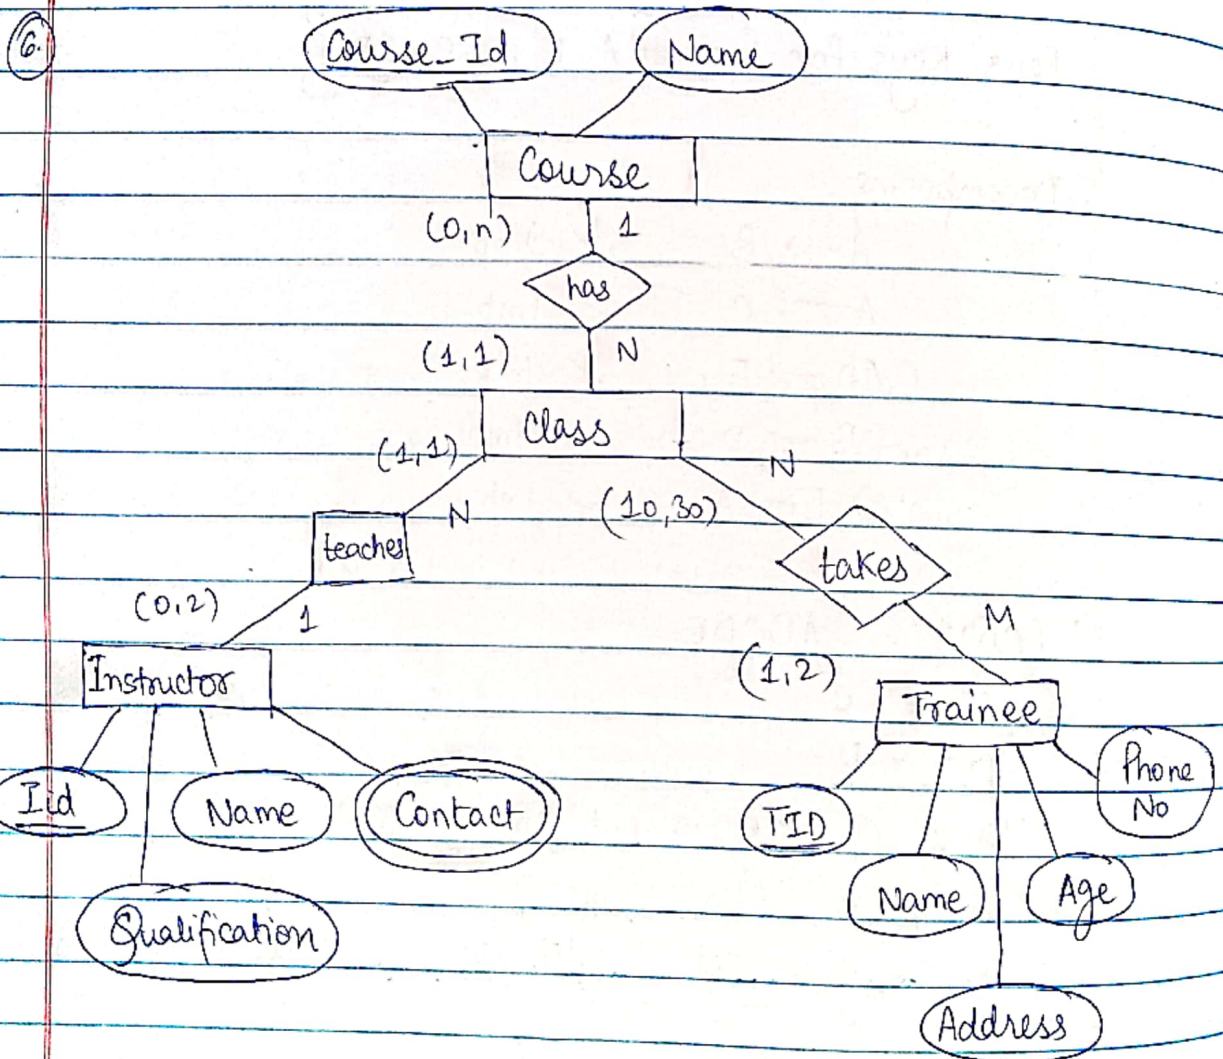 6.
Course_Id
Name
Course
(0,n) 1
has
(1,1) N
Class
(1,1) N
N (10,30)
teaches
takes
(0,2) 1
M
(1,2)
Instructor
Trainee
Iid
Name
Contact
Qualification
TID
Name
Address
Age
Phone
No